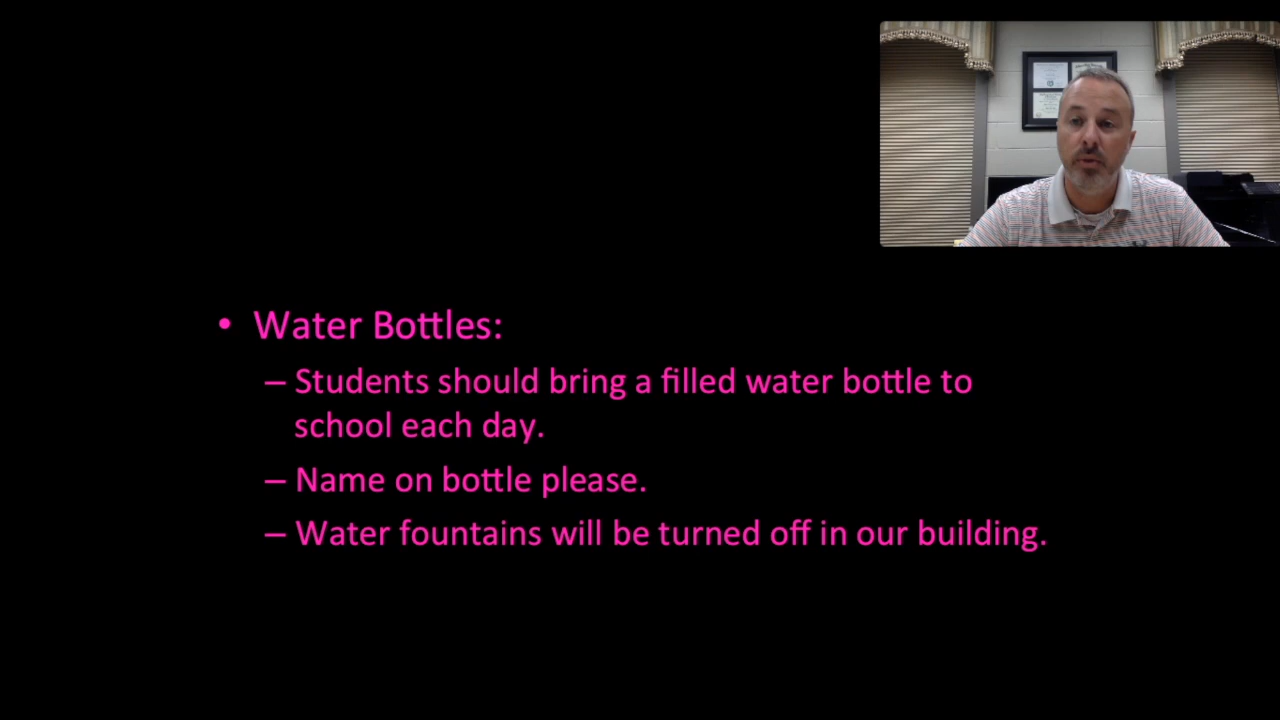 • Water Bottles:
– Students should bring a filled water bottle to
school each day.
– Name on bottle please.
– Water fountains will be turned off in our building.